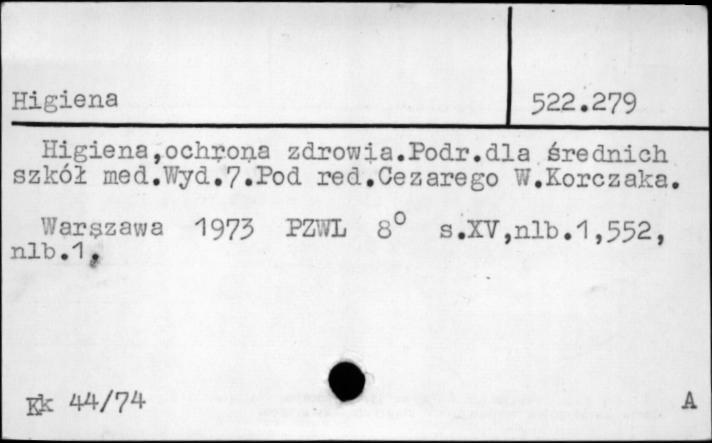 Higiena 522.279
Higiena,ochrona zdrowia.Podr.dla średnich
szkół med.Wyd.7.Pod red.Cezarego W.Korczaka.
Warszawa 1973 PZWL 8° s.XV,nlb.1,552,
nlb.1,
Kk 44/74 A